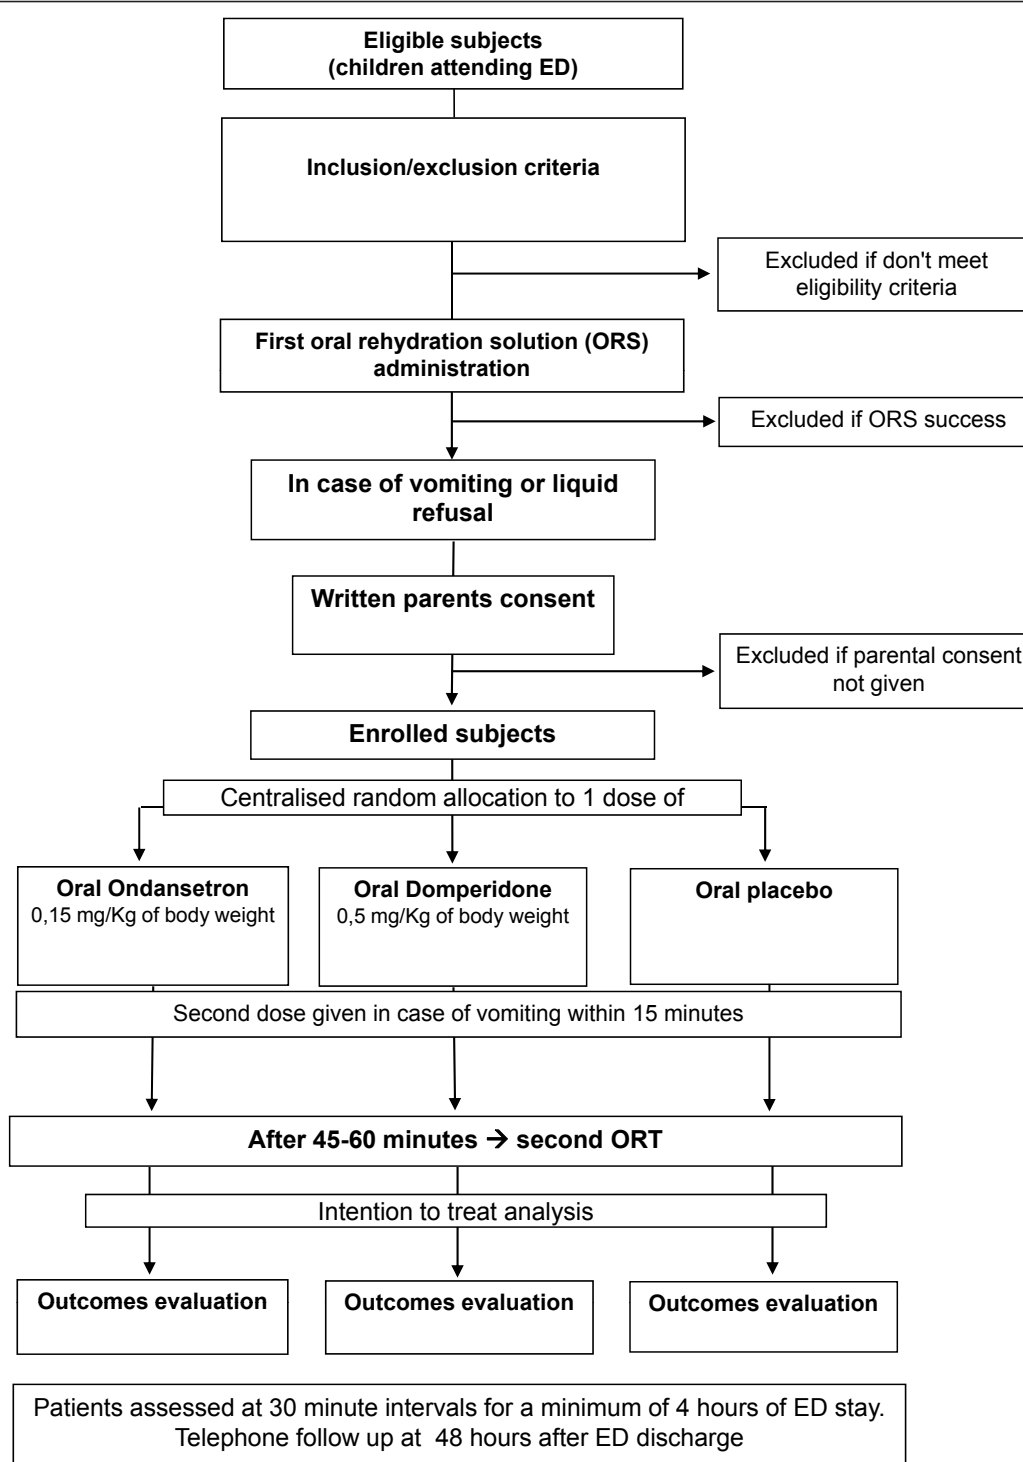 Eligible subjects
(children attending ED)
Inclusion/exclusion criteria
Excluded if don't meet
eligibility criteria
First oral rehydration solution (ORS)
administration
Excluded if ORS success
In case of vomiting or liquid
refusal
Written parents consent
Excluded if parental consent
not given
Enrolled subjects
Centralised random allocation to 1 dose of
Oral Ondansetron
0,15 mg/Kg of body weight
Oral Domperidone
0,5 mg/Kg of body weight
Oral placebo
Second dose given in case of vomiting within 15 minutes
After 45-60 minutes → second ORT
Intention to treat analysis
Outcomes evaluation
Outcomes evaluation
Outcomes evaluation
Patients assessed at 30 minute intervals for a minimum of 4 hours of ED stay.
Telephone follow up at 48 hours after ED discharge